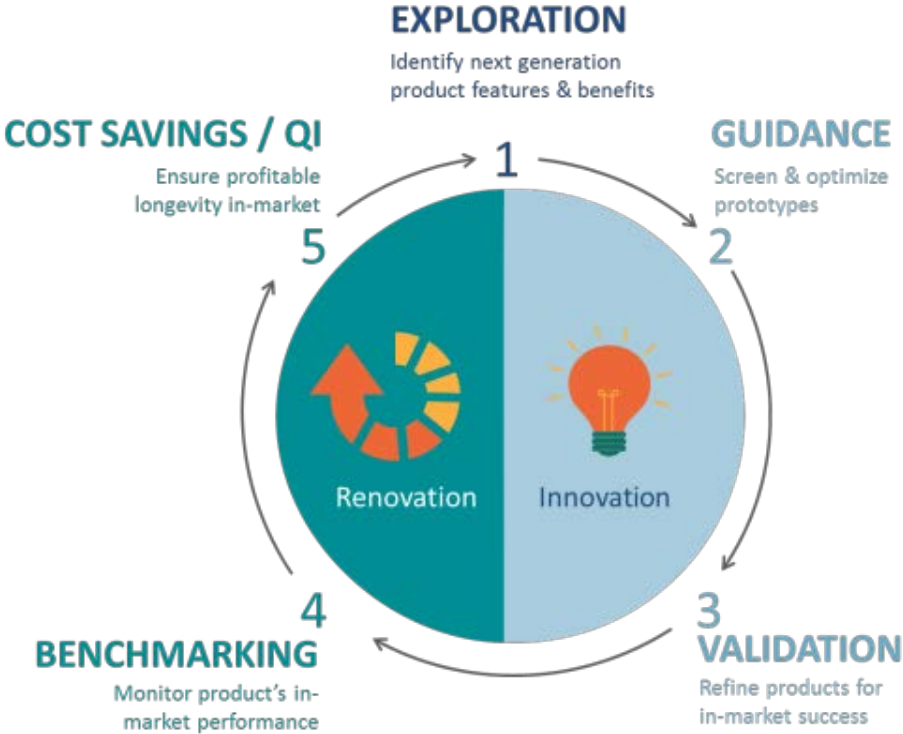 EXPLORATION
Identify next generation
product features & benefits
1
GUIDANCE
Screen & optimize
prototypes
2
3
VALIDATION
Refine products for
in-market success
4
BENCHMARKING
Monitor product's in-
market performance
COST SAVINGS / QI
Ensure profitable
longevity in-market
5
Renovation
Innovation